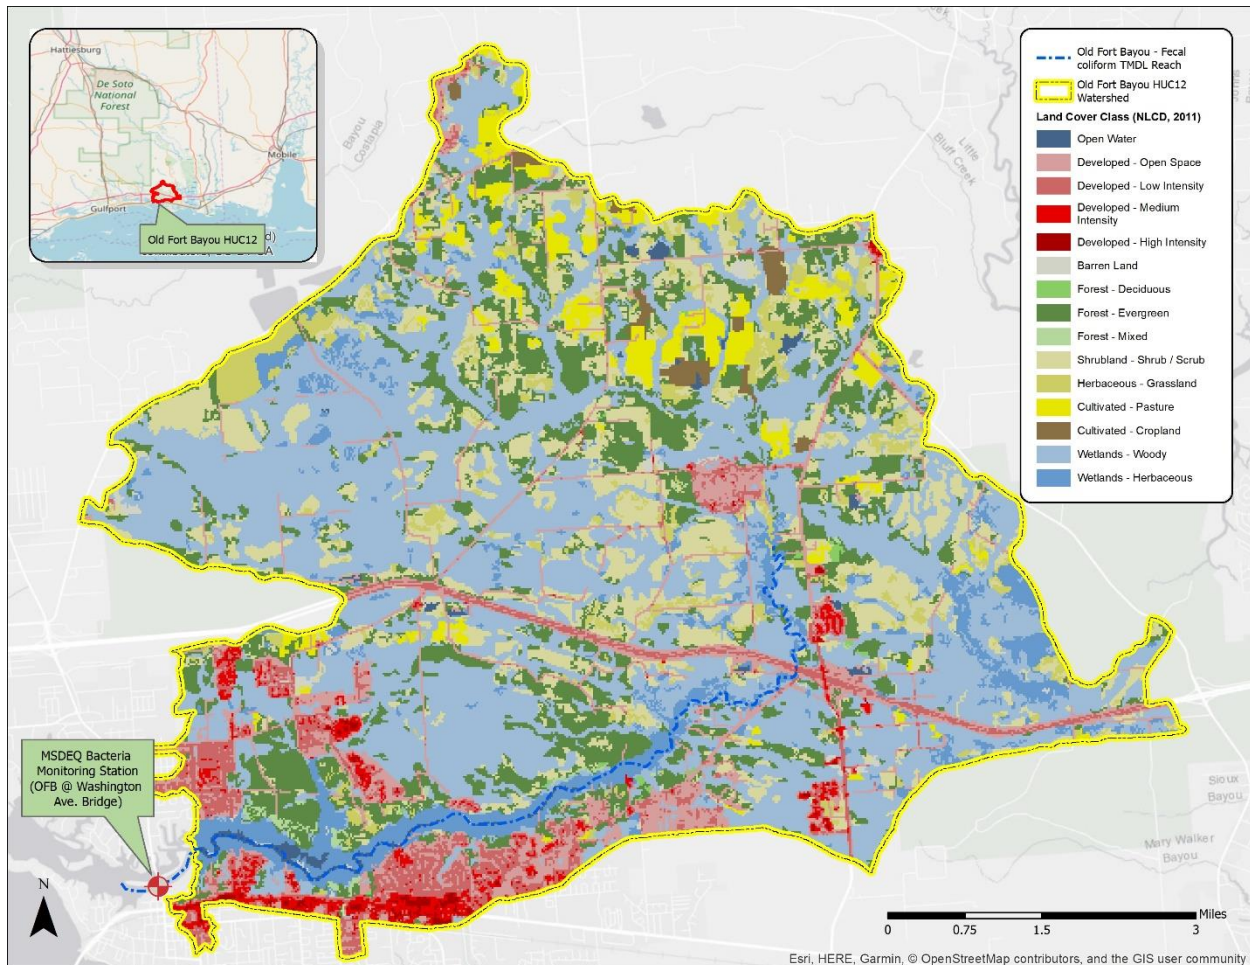 Hattiesburg
De Soto
National
Forest
Mobile
Gulfport
Old Fort Bayou HUC12
Bayou
Costapia
Little
Bluff Creek
Old Fort Bayou - Fecal
coliform TMDL Reach
Old Fort Bayou HUC12
Watershed
Land Cover Class (NLCD, 2011)
Open Water
Developed - Open Space
Developed - Low Intensity
Developed - Medium
Intensity
Developed - High Intensity
Barren Land
Forest - Deciduous
Forest - Evergreen
Forest - Mixed
Shrubland - Shrub / Scrub
Herbaceous - Grassland
Cultivated - Pasture
Cultivated - Cropland
Wetlands - Woody
Wetlands - Herbaceous
MSDEQ Bacteria
Monitoring Station
(OFB @ Washington
Ave. Bridge)
Sioux
Bayou
Mary Walker
Bayou
N
Miles
0 0.75 1.5 3
Esri, HERE, Garmin, © OpenStreetMap contributors, and the GIS user community